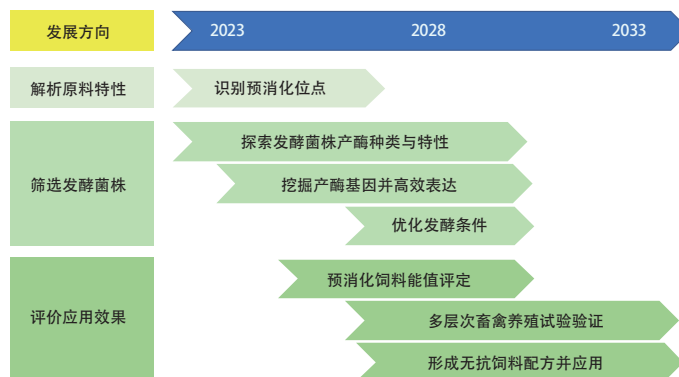 发展方向 2023 2028 2033
解析原料特性 识别预消化位点
探索发酵菌株产酶种类与特性
筛选发酵菌株 挖掘产酶基因并高效表达
优化发酵条件
预消化饲料能值评定
评价应用效果 多层次畜禽养殖试验验证
形成无抗饲料配方并应用